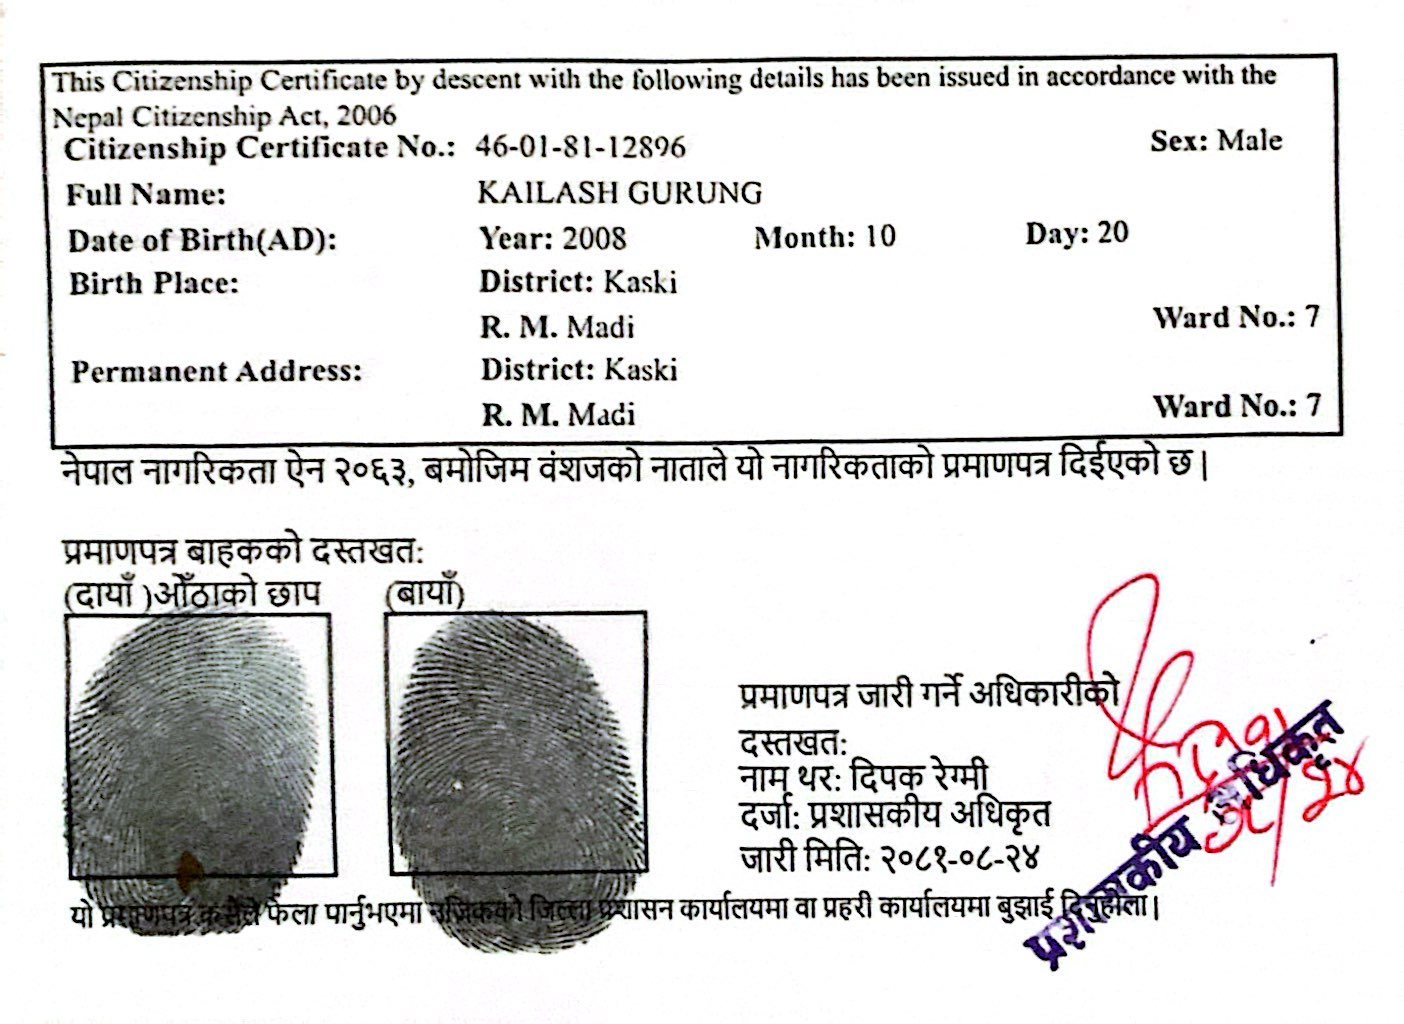 This Citizenship Certificate by descent with the following details has been issued in accordance with the
Nepal Citizenship Act, 2006
Citizenship Certificate No.: 46-01-81-12896 Sex: Male
Full Name: KAILASH GURUNG
Date of Birth(AD): Year: 2008 Month: 10 Day: 20
Birth Place: District: Kaski
R. M. Madi Ward No.: 7
Permanent Address: District: Kaski
R. M. Madi Ward No.: 7
नेपाल नागरिकता ऐन २०६३, बमोजिम वंशजको नाताले यो नागरिकताको प्रमाणपत्र दिईएको छ।
प्रमाणपत्र बाहकको दस्तखत:
(दायाँ )औँठाको छाप (बायाँ)
प्रमाणपत्र जारी गर्ने अधिकारीको
दस्तखत:
नाम थर: दिपक रेग्मी
दर्जा: प्रशासकीय अधिकृत
जारी मिति: २०८१-०८-२४
प्रशासकीय अधिकृत
यो प्रमाणपत्र कसैले फेला पार्नुभएमा नजिकको जिल्ला प्रशासन कार्यालयमा वा प्रहरी कार्यालयमा बुझाई दिनुहोला।